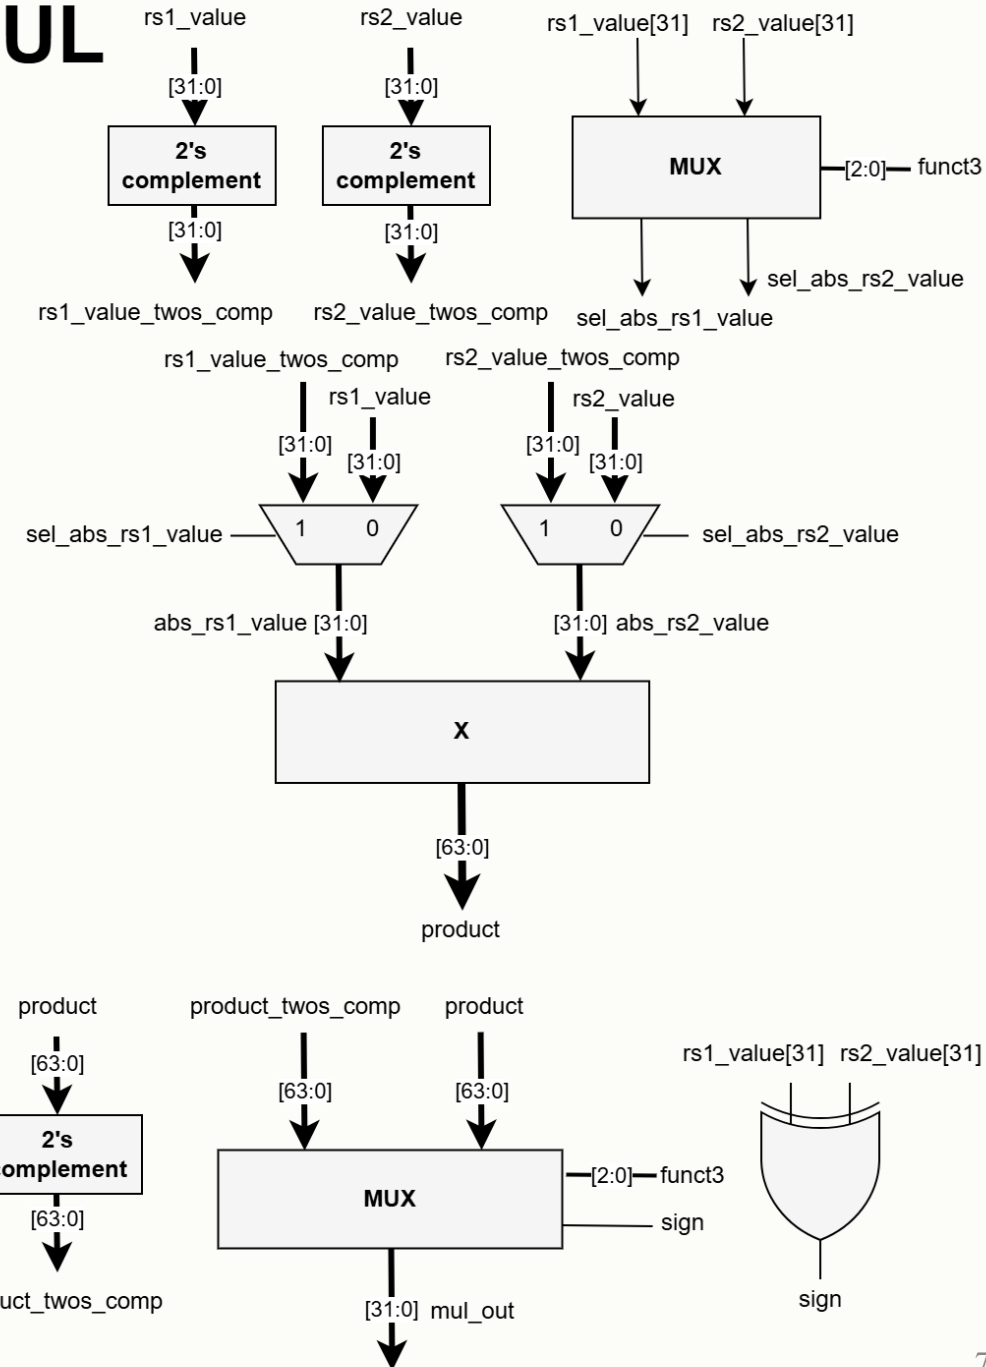 UL
rs1_value
rs2_value
rs1_value[31]
rs2_value[31]
[31:0]
[31:0]
2's
complement
2's
complement
MUX
[2:0]
funct3
[31:0]
[31:0]
sel_abs_rs2_value
rs1_value_twos_comp
rs2_value_twos_comp
sel_abs_rs1_value
rs1_value_twos_comp
rs2_value_twos_comp
rs1_value
rs2_value
[31:0]
[31:0]
[31:0]
[31:0]
sel_abs_rs1_value
1
0
1
0
sel_abs_rs2_value
abs_rs1_value
[31:0]
[31:0]
abs_rs2_value
X
[63:0]
product
product
product_twos_comp
product
rs1_value[31]
rs2_value[31]
[63:0]
[63:0]
[63:0]
2's
omplement
[63:0]
MUX
[2:0]
funct3
sign
uct_twos_comp
[31:0]
mul_out
sign